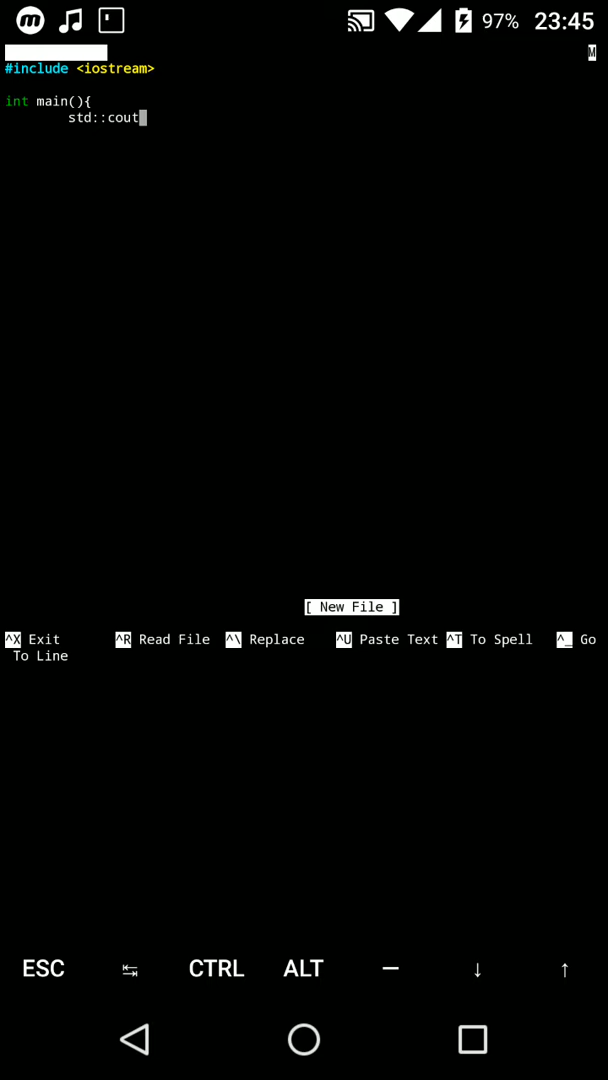 97% 23:45
M
#include <iostream>
int main(){
std::cout
[ New File ]
^X Exit ^R Read File ^\ Replace ^U Paste Text ^T To Spell ^_ Go
To Line
ESC ↹ CTRL ALT — ↓ ↑